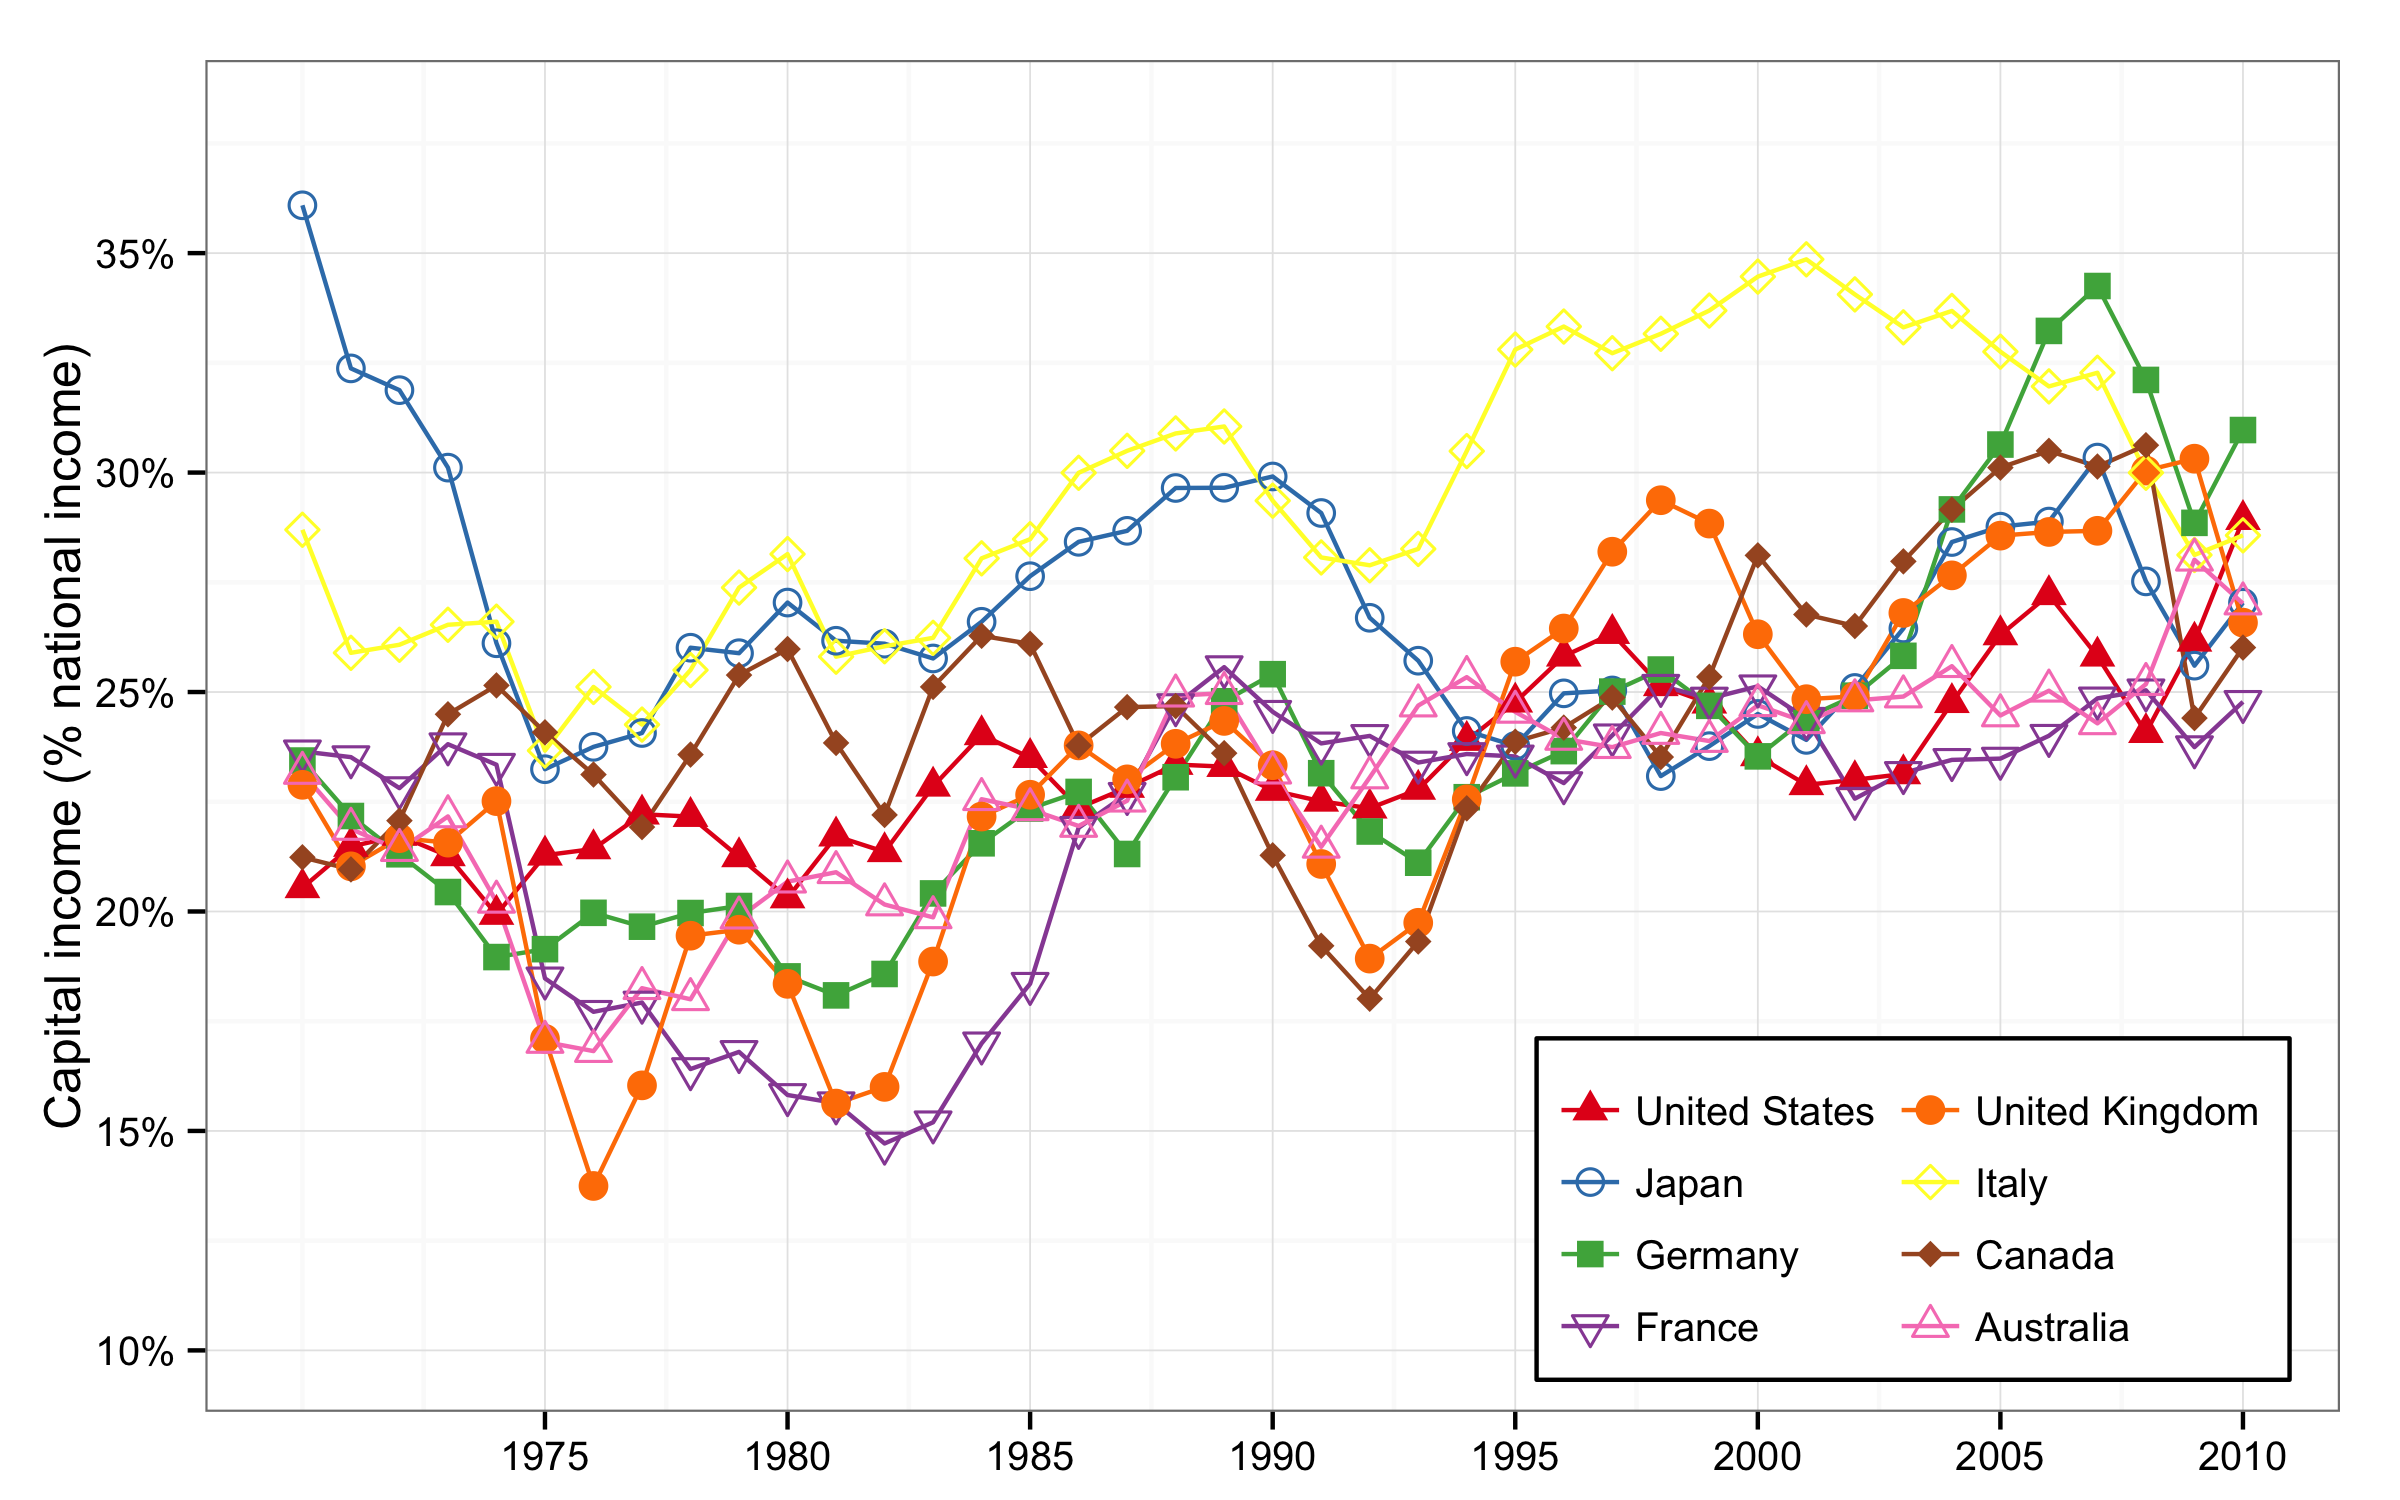 Capital income (% national income)
35%
30%
25%
20%
15%
10%
1975 1980 1985 1990 1995 2000 2005 2010
United States United Kingdom
Japan Italy
Germany Canada
France Australia